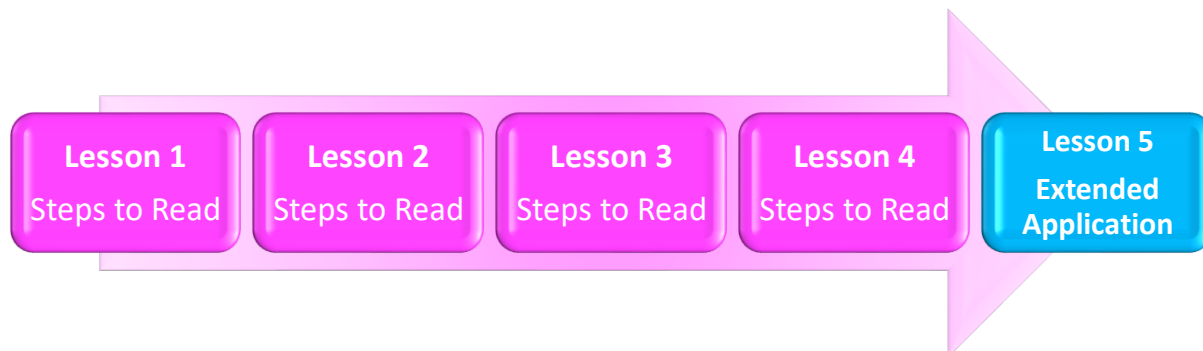 Lesson 1
Steps to Read
Lesson 2
Steps to Read
Lesson 3
Steps to Read
Lesson 4
Steps to Read
Lesson 5
Extended
Application